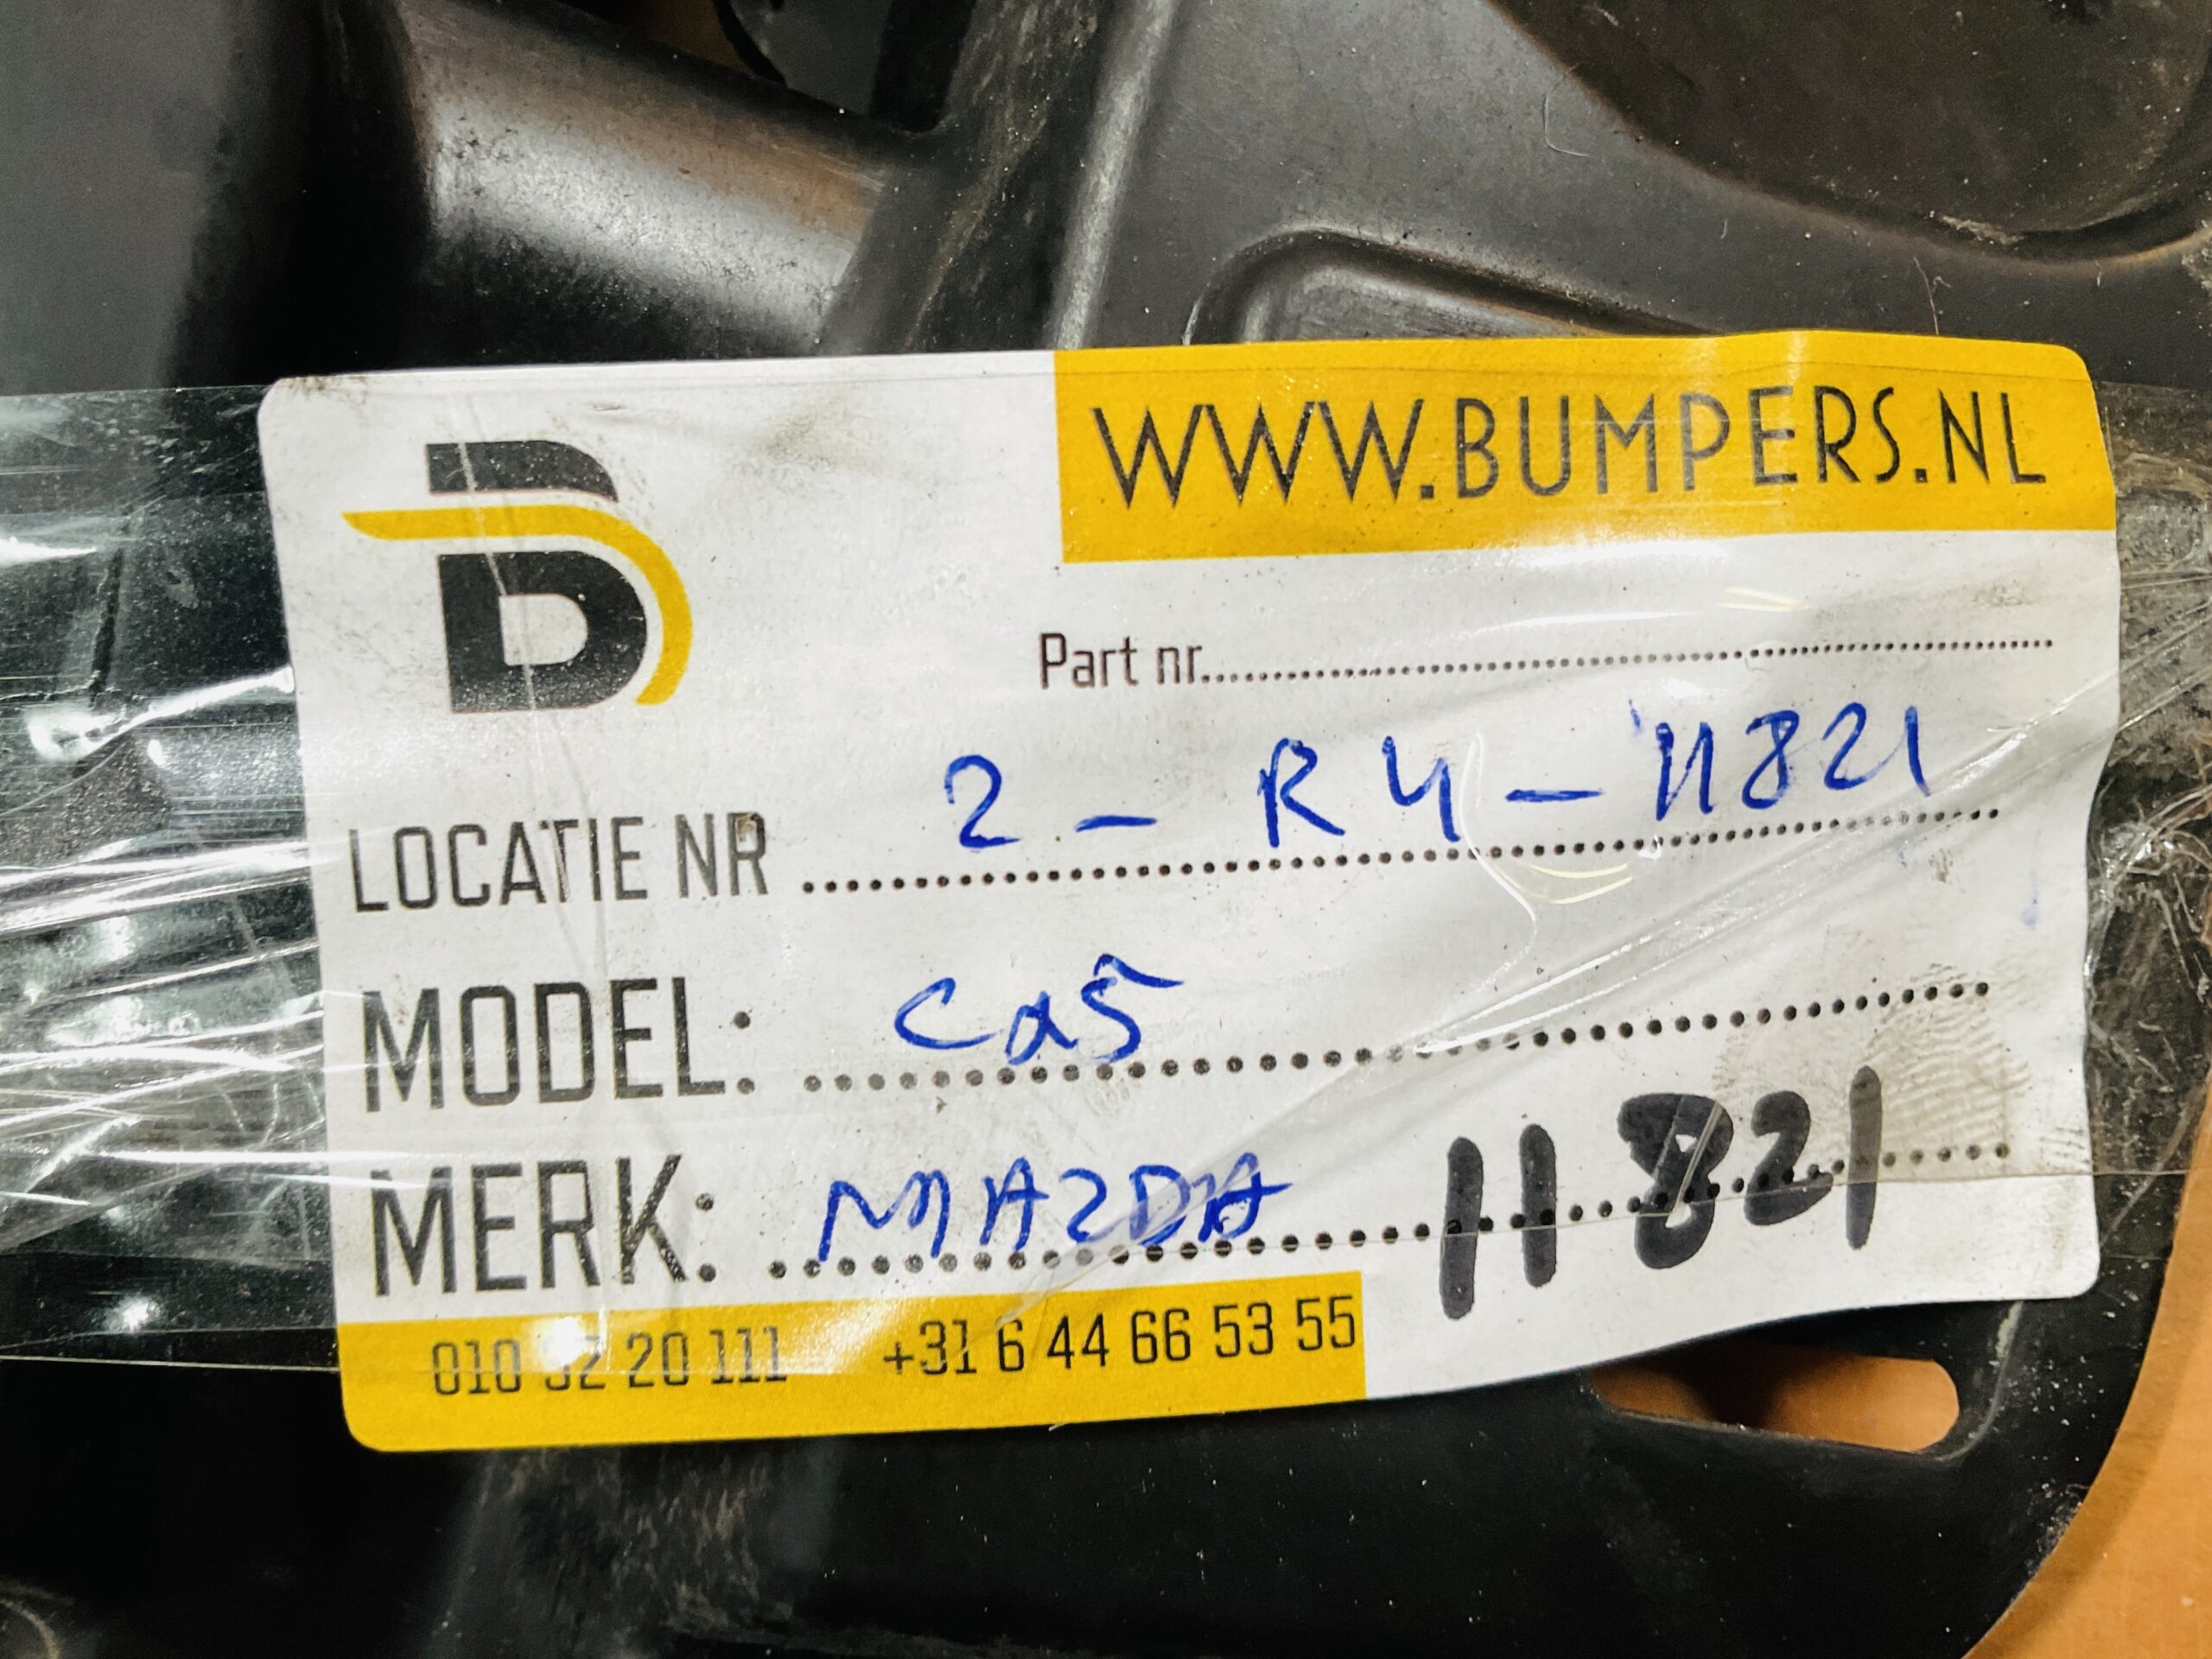 B
WWW.BUMPERS.NL
Part nr.
LOCATIE NR 2 - R4 - 11821
MODEL: Cx5
MERK: MAZDA 11821
010 20 111 +31 6 44 66 53 55